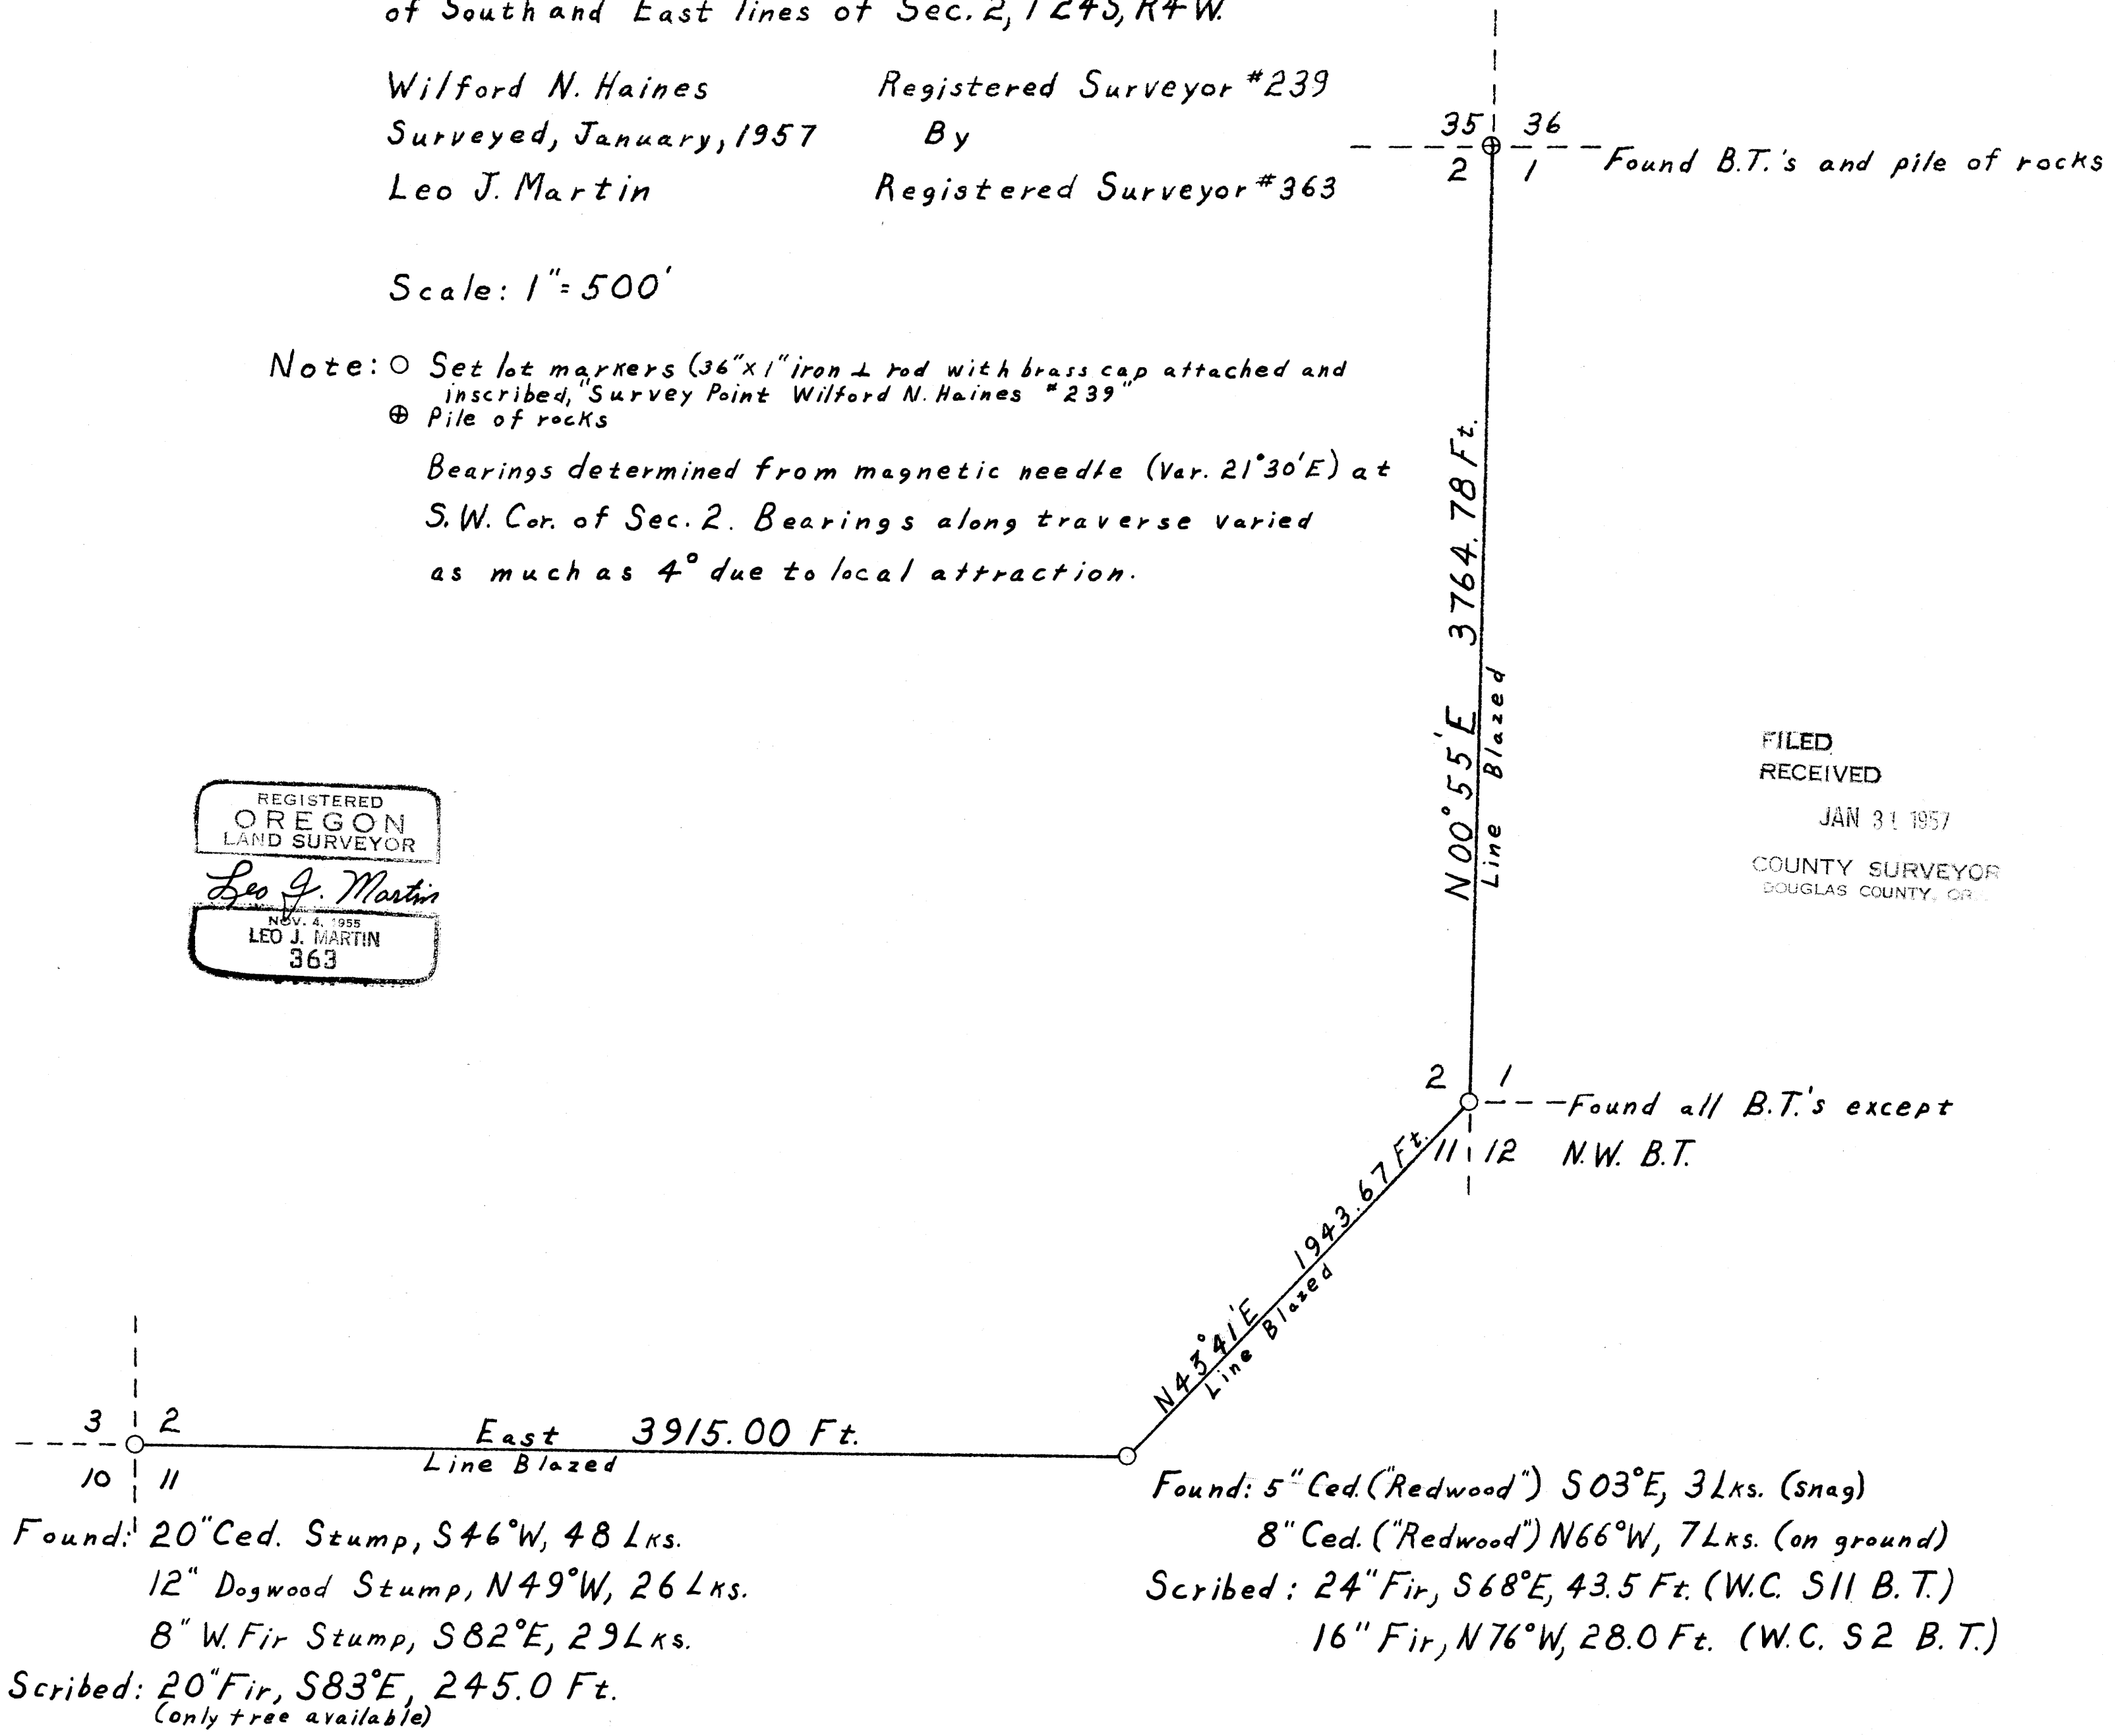 of South and East lines of Sec. 2, T24S, R4W.
Wilford N. Haines Registered Surveyor #239
Surveyed, January, 1957 By
Leo J. Martin Registered Surveyor #363
Scale: 1" = 500'
Note: O Set lot markers (36"x1" iron ⊥ rod with brass cap attached and
inscribed, "Survey Point Wilford N. Haines #239"
⊕ Pile of rocks
Bearings determined from magnetic needle (Var. 21°30'E) at
S.W. Cor. of Sec. 2. Bearings along traverse varied
as much as 4° due to local attraction.
35 36
2 1
Found B.T.'s and pile of rocks
N00°55'E 3764.78 Ft.
Line Blazed
REGISTERED
OREGON
LAND SURVEYOR
Leo J. Martin
NOV. 4, 1955
LEO J. MARTIN
363
FILED
RECEIVED
JAN 31 1957
COUNTY SURVEYOR
DOUGLAS COUNTY, OR.
2 1
Found all B.T.'s except
11 12 N.W. B.T.
N43°41'E 1943.67 Ft.
Line Blazed
3 2
10 11
East 3915.00 Ft.
Line Blazed
Found: 20" Ced. Stump, S46°W, 48 Lks.
12" Dogwood Stump, N49°W, 26 Lks.
8" W. Fir Stump, S82°E, 29 Lks.
Scribed: 20" Fir, S83°E, 245.0 Ft.
(only tree available)
Found: 5" Ced. ("Redwood") S03°E, 3 Lks. (snag)
8" Ced. ("Redwood") N66°W, 7 Lks. (on ground)
Scribed: 24" Fir, S68°E, 43.5 Ft. (W.C. S11 B.T.)
16" Fir, N76°W, 28.0 Ft. (W.C. S2 B.T.)